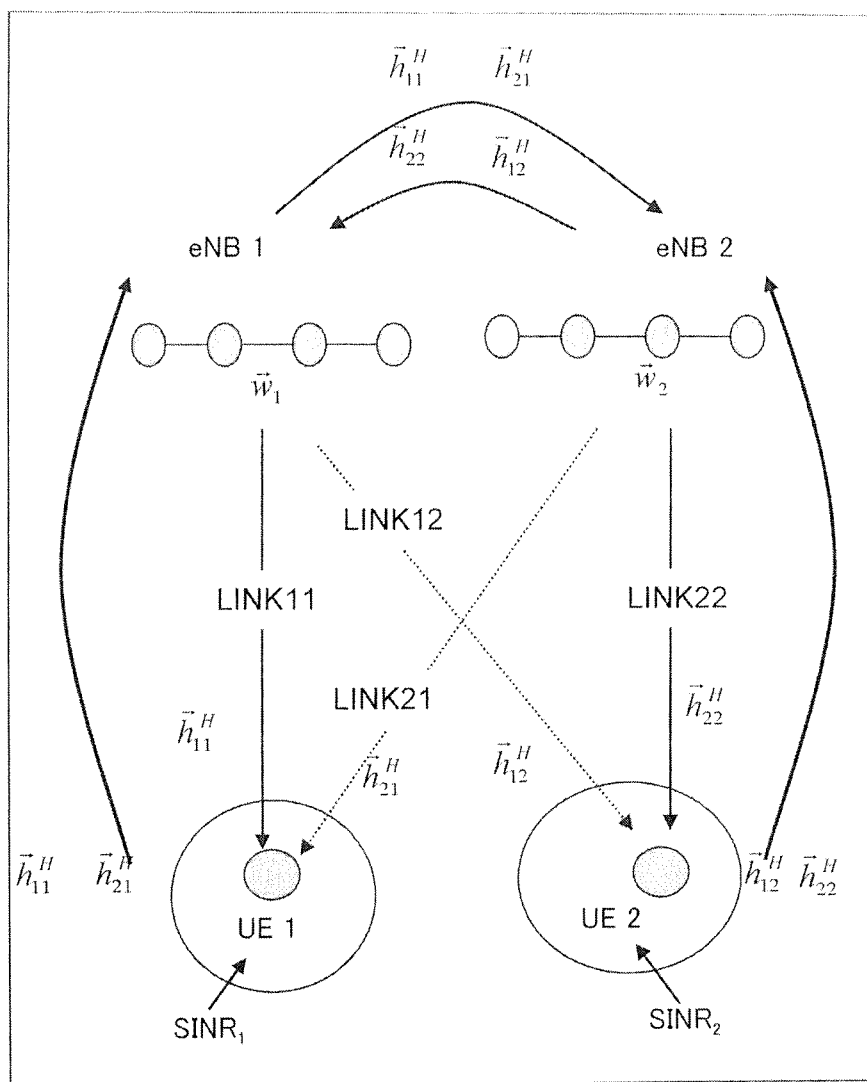 h⃗₁₁ᴴ h⃗₂₁ᴴ
h⃗₂₂ᴴ h⃗₁₂ᴴ
eNB 1 eNB 2
w⃗₁ w⃗₂
LINK12
LINK11 LINK22
LINK21
h⃗₁₁ᴴ h⃗₂₁ᴴ h⃗₁₂ᴴ h⃗₂₂ᴴ
h⃗₁₁ᴴ h⃗₂₁ᴴ h⃗₁₂ᴴ h⃗₂₂ᴴ
UE 1 UE 2
SINR₁ SINR₂